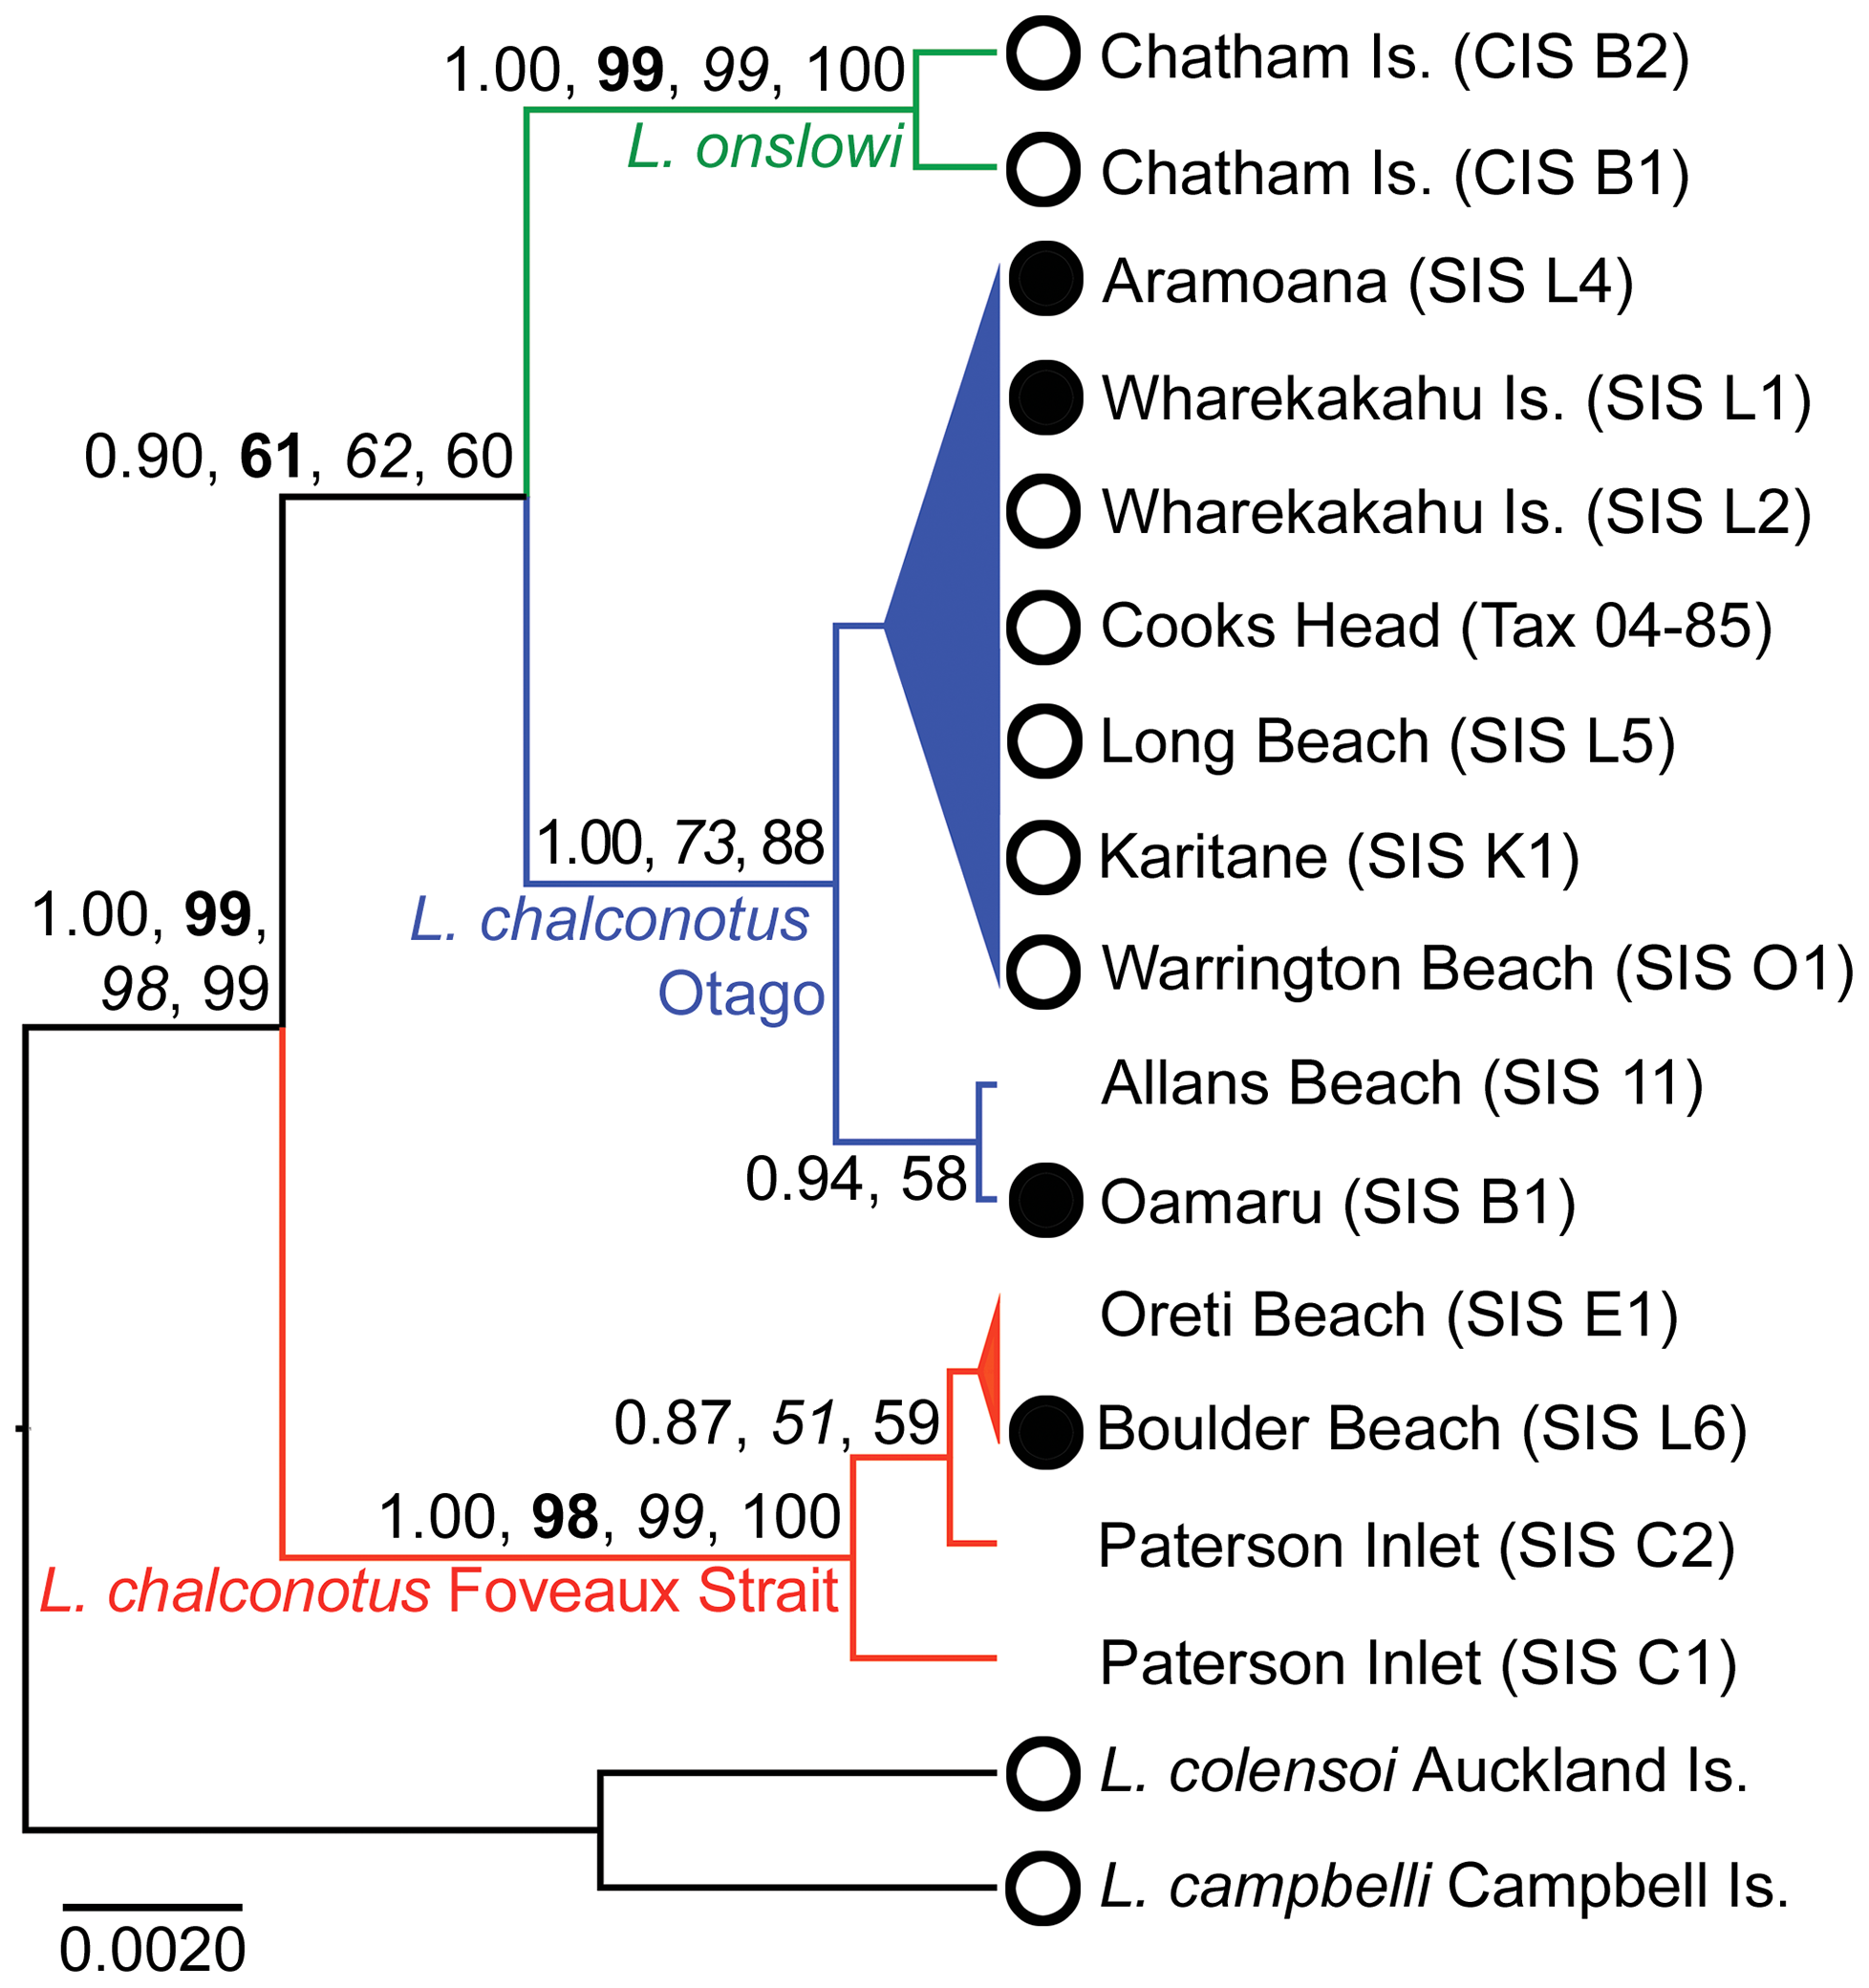 1.00, 99, 99, 100
L. onslowi
Chatham Is. (CIS B2)
Chatham Is. (CIS B1)
Aramoana (SIS L4)
Wharekakahu Is. (SIS L1)
0.90, 61, 62, 60
Wharekakahu Is. (SIS L2)
Cooks Head (Tax 04-85)
Long Beach (SIS L5)
1.00, 73, 88
Karitane (SIS K1)
L. chalconotus
Otago
1.00, 99,
98, 99
Warrington Beach (SIS O1)
Allans Beach (SIS 11)
0.94, 58
Oamaru (SIS B1)
Oreti Beach (SIS E1)
0.87, 51, 59
Boulder Beach (SIS L6)
1.00, 98, 99, 100
L. chalconotus Foveaux Strait
Paterson Inlet (SIS C2)
Paterson Inlet (SIS C1)
L. colensoi Auckland Is.
L. campbelli Campbell Is.
0.0020